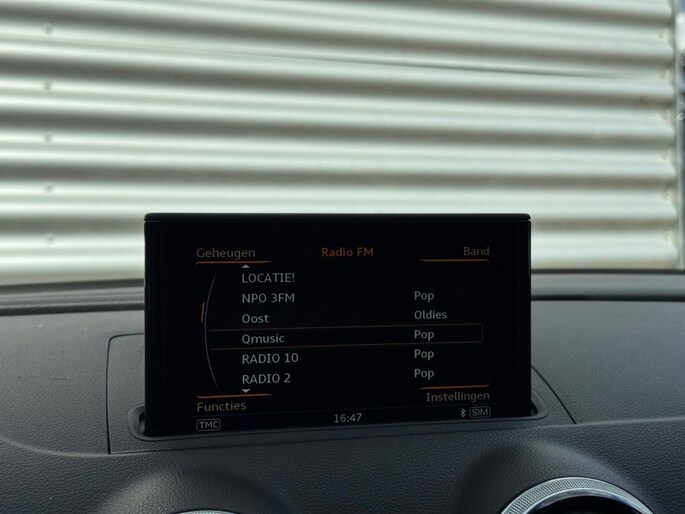 Geheugen Radio FM Band
LOCATIE!
NPO 3FM Pop
Oost Oldies
Qmusic Pop
RADIO 10 Pop
RADIO 2 Pop
Functies Instellingen
TMC 16:47 SIM